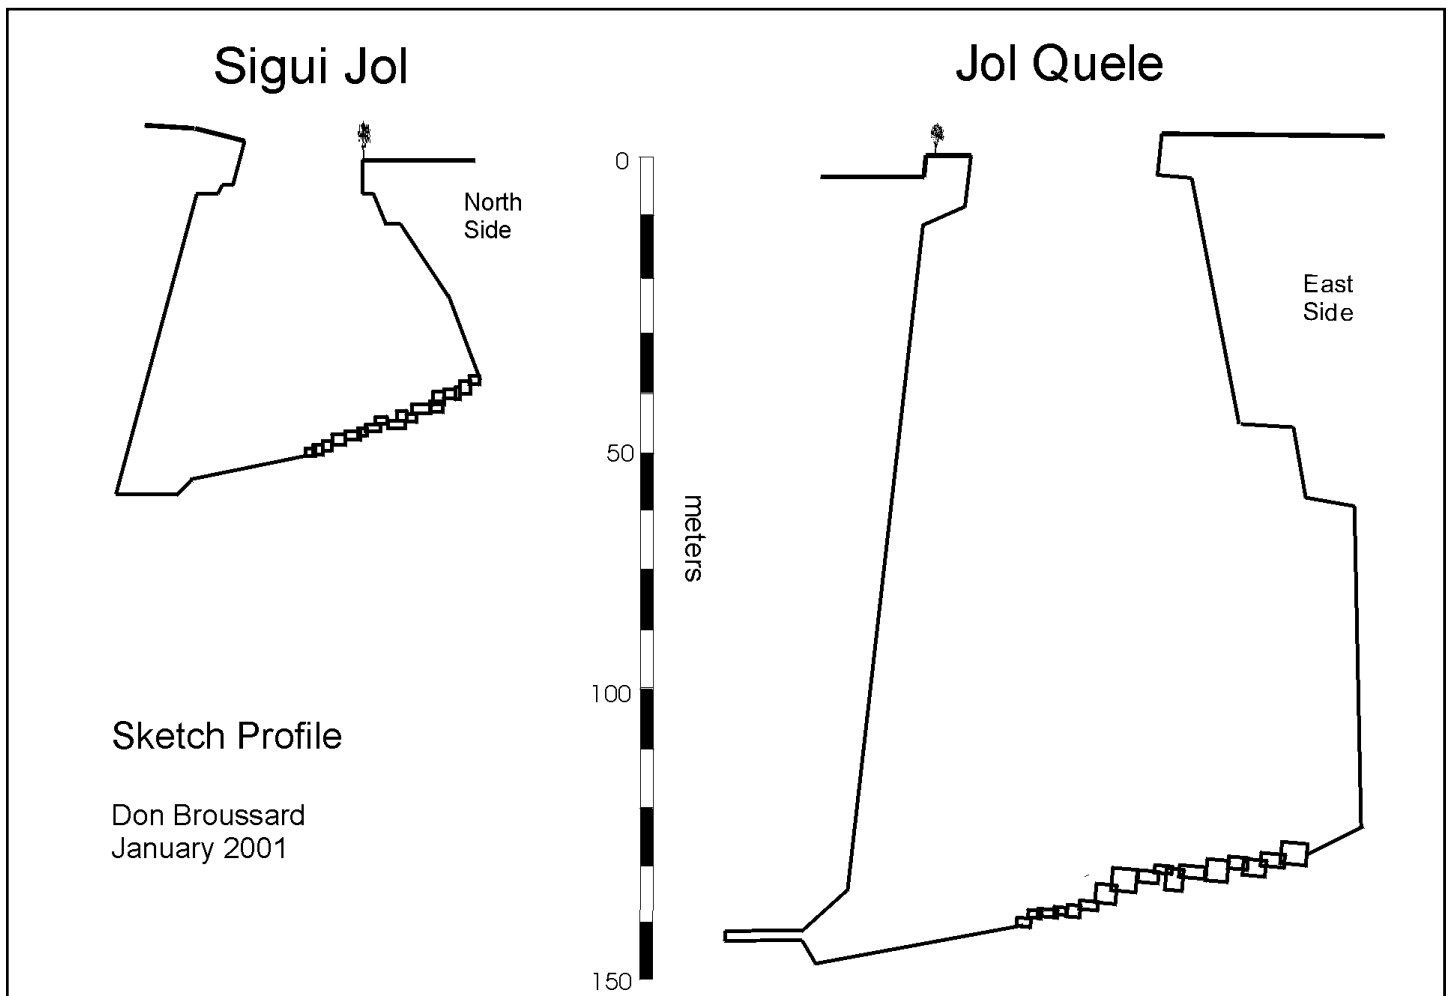 Sigui Jol
Jol Quele
North
Side
East
Side
0
50
100
150
meters
Sketch Profile
Don Broussard
January 2001